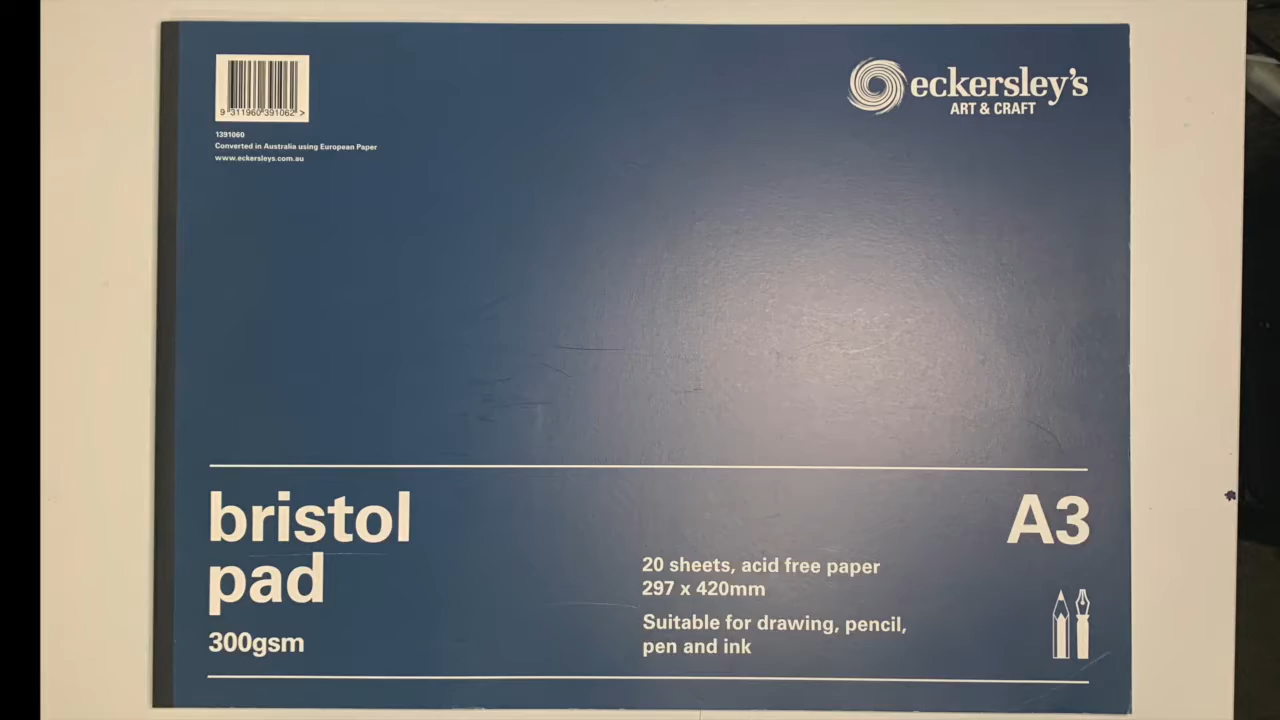 9 311960 391062 >
1391060
Converted in Australia using European Paper
www.eckersleys.com.au
eckersley's
ART & CRAFT
bristol
pad
300gsm
20 sheets, acid free paper
297 x 420mm
Suitable for drawing, pencil,
pen and ink
A3